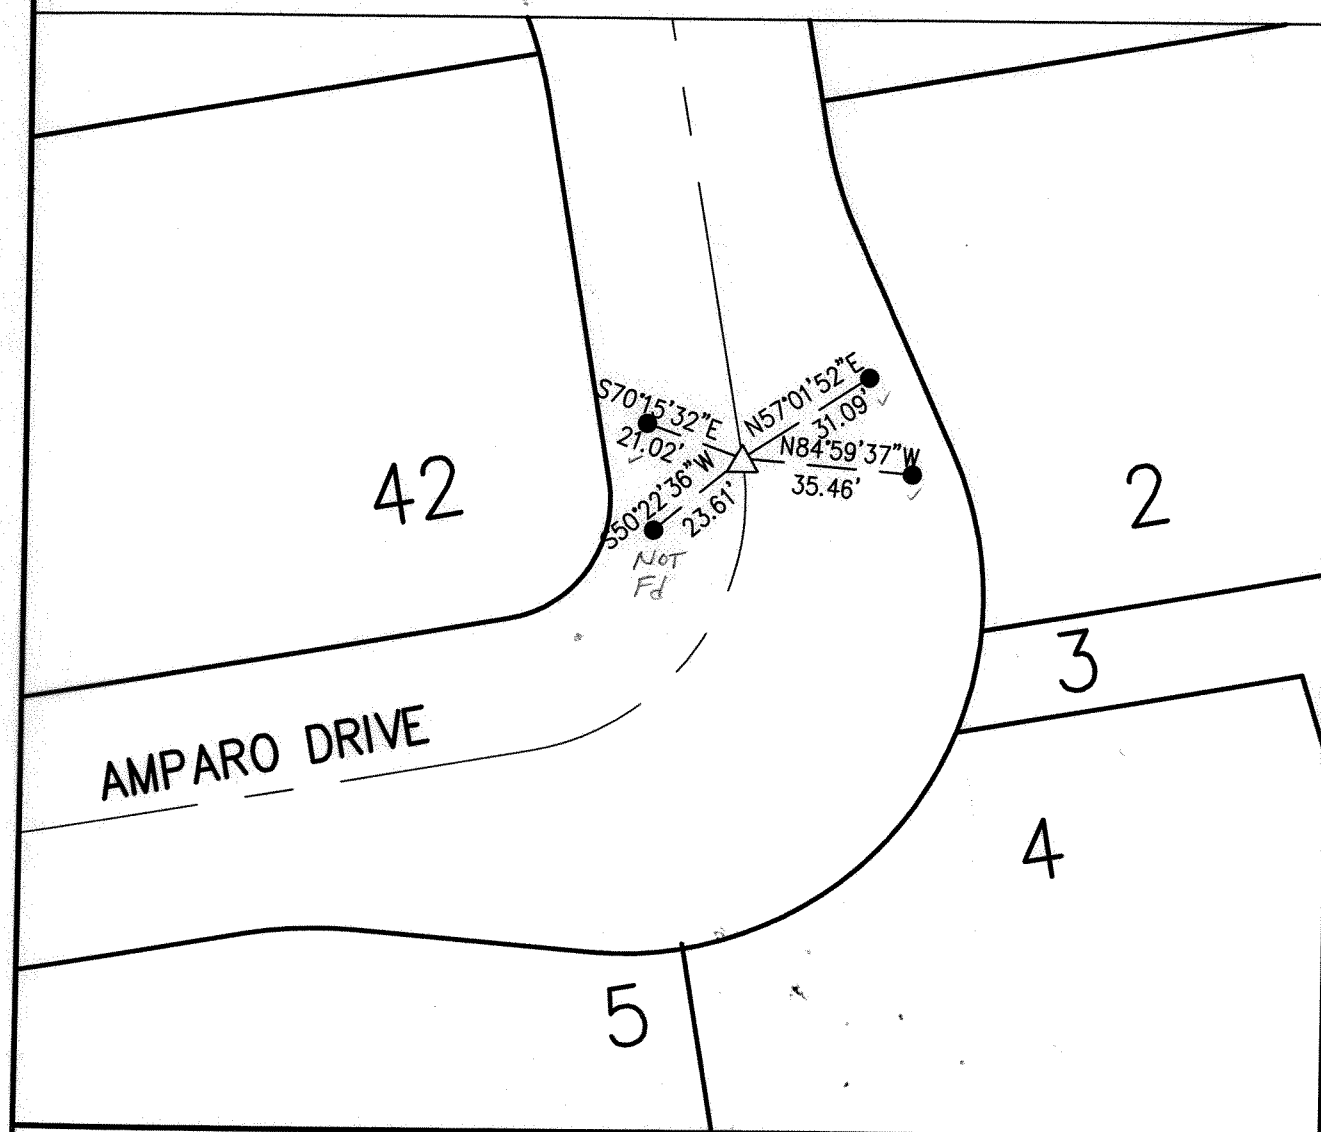 S70°15'32"E
21.02'
N57°01'52"E
31.09'
N84°59'37"W
35.46'
S50°22'36"W
23.61'
NOT
Fd
42
2
3
AMPARO DRIVE
4
5